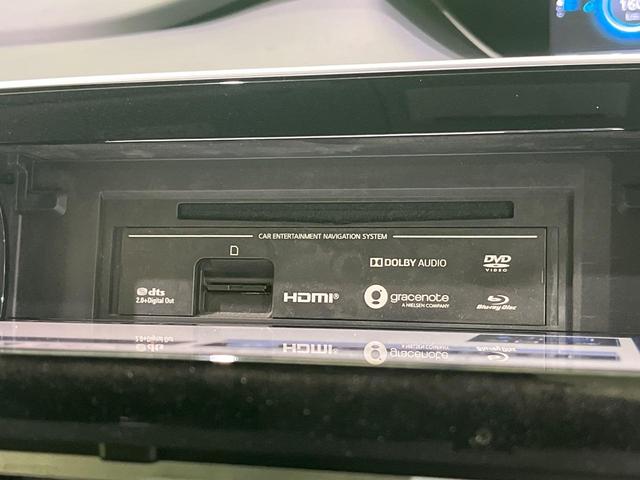 160
CAR ENTERTAINMENT NAVIGATION SYSTEM
DOLBY AUDIO
DVD
VIDEO
dts
2.0+Digital Out
HDMI®
gracenote®
A NIELSEN COMPANY
Blu-ray Disc